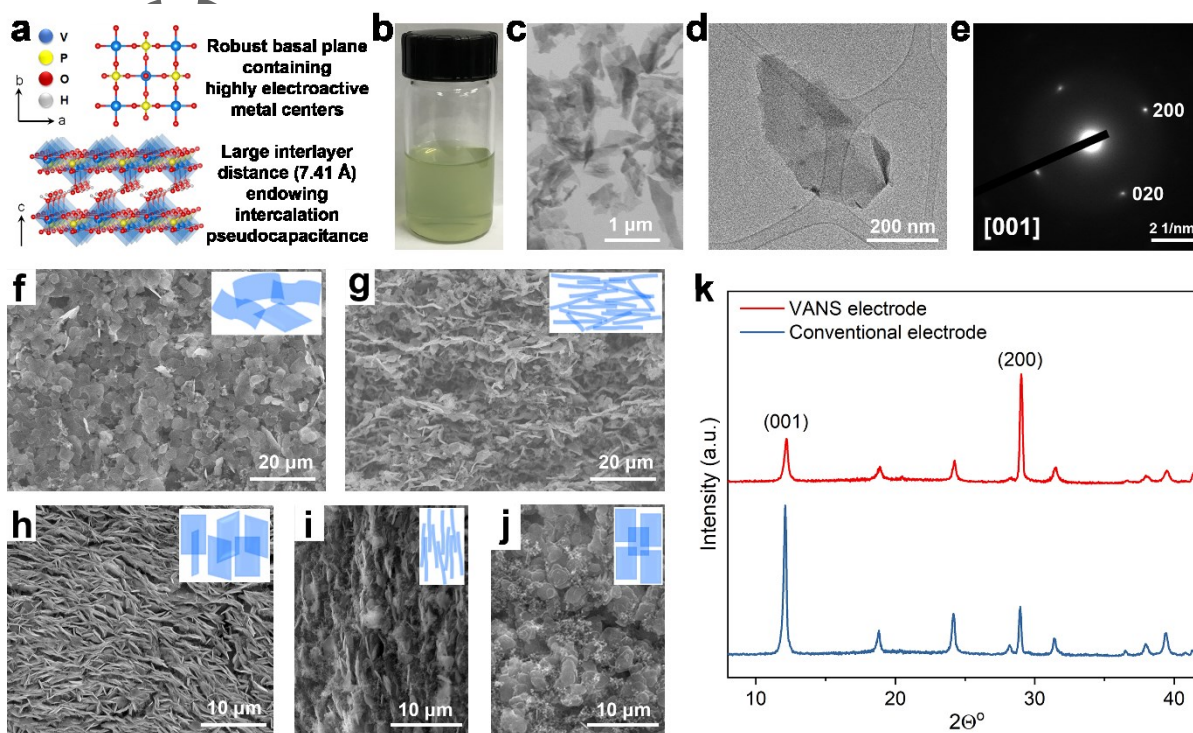 a
V
P
O
H
b
a
c
Robust basal plane
containing
highly electroactive
metal centers
Large interlayer
distance (7.41 Å)
endowing
intercalation
pseudocapacitance
b
c
1 μm
d
200 nm
e
200
020
[001]
2 1/nm
f
20 μm
g
20 μm
h
10 μm
i
10 μm
j
10 μm
k
VANS electrode
Conventional electrode
(200)
(001)
Intensity (a.u.)
10
20
30
40
2Θ°